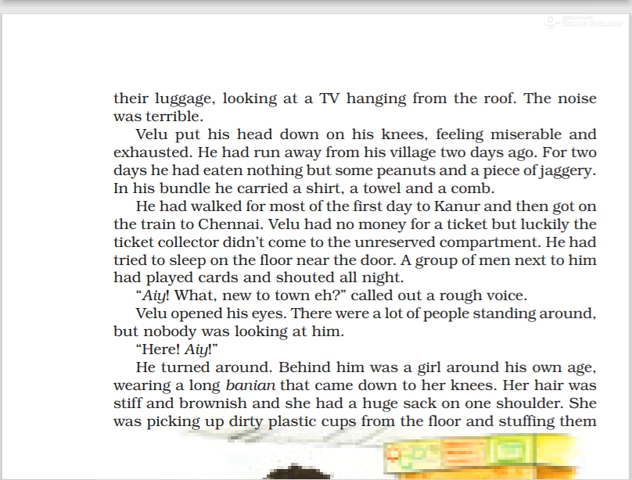 their luggage, looking at a TV hanging from the roof. The noise
was terrible.
Velu put his head down on his knees, feeling miserable and
exhausted. He had run away from his village two days ago. For two
days he had eaten nothing but some peanuts and a piece of jaggery.
In his bundle he carried a shirt, a towel and a comb.
He had walked for most of the first day to Kanur and then got on
the train to Chennai. Velu had no money for a ticket but luckily the
ticket collector didn’t come to the unreserved compartment. He had
tried to sleep on the floor near the door. A group of men next to him
had played cards and shouted all night.
“Aiy! What, new to town eh?” called out a rough voice.
Velu opened his eyes. There were a lot of people standing around,
but nobody was looking at him.
“Here! Aiy!”
He turned around. Behind him was a girl around his own age,
wearing a long banian that came down to her knees. Her hair was
stiff and brownish and she had a huge sack on one shoulder. She
was picking up dirty plastic cups from the floor and stuffing them